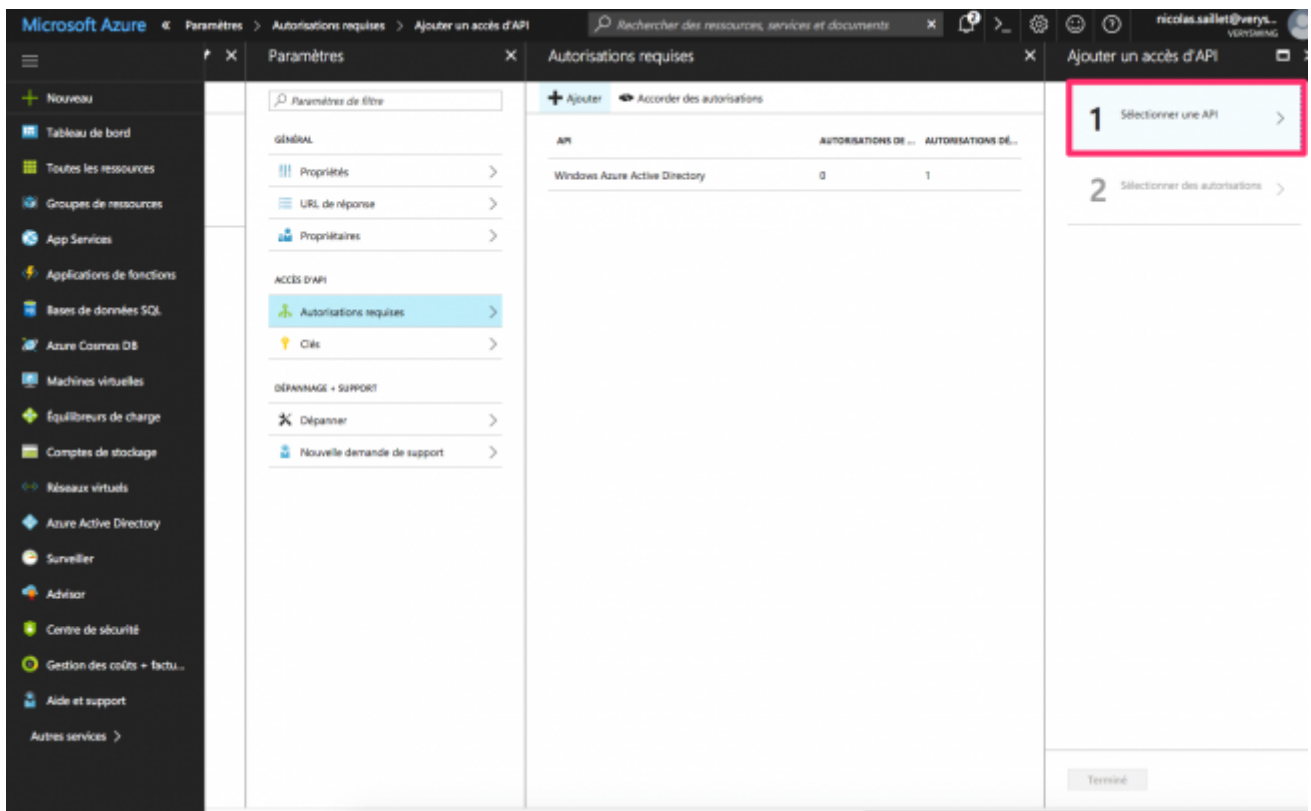 Microsoft Azure « Paramètres > Autorisations requises > Ajouter un accès d'API
Rechercher des ressources, services et documents
nicolas.saillet@verys...
VERYSWING
Paramètres
Autorisations requises
Ajouter un accès d'API
Nouveau
Tableau de bord
Toutes les ressources
Groupes de ressources
App Services
Applications de fonctions
Bases de données SQL
Azure Cosmos DB
Machines virtuelles
Équilibreurs de charge
Comptes de stockage
Réseaux virtuels
Azure Active Directory
Surveiller
Advisor
Centre de sécurité
Gestion des coûts + factu...
Aide et support
Autres services >
Paramètres de filtre
GÉNÉRAL
Propriétés
URL de réponse
Propriétaires
ACCÈS D'API
Autorisations requises
Clés
DÉPANNAGE + SUPPORT
Dépanner
Nouvelle demande de support
Ajouter Accorder des autorisations
API AUTORISATIONS DE ... AUTORISATIONS DÉ...
Windows Azure Active Directory 0 1
1 Sélectionner une API
2 Sélectionner des autorisations
Terminé